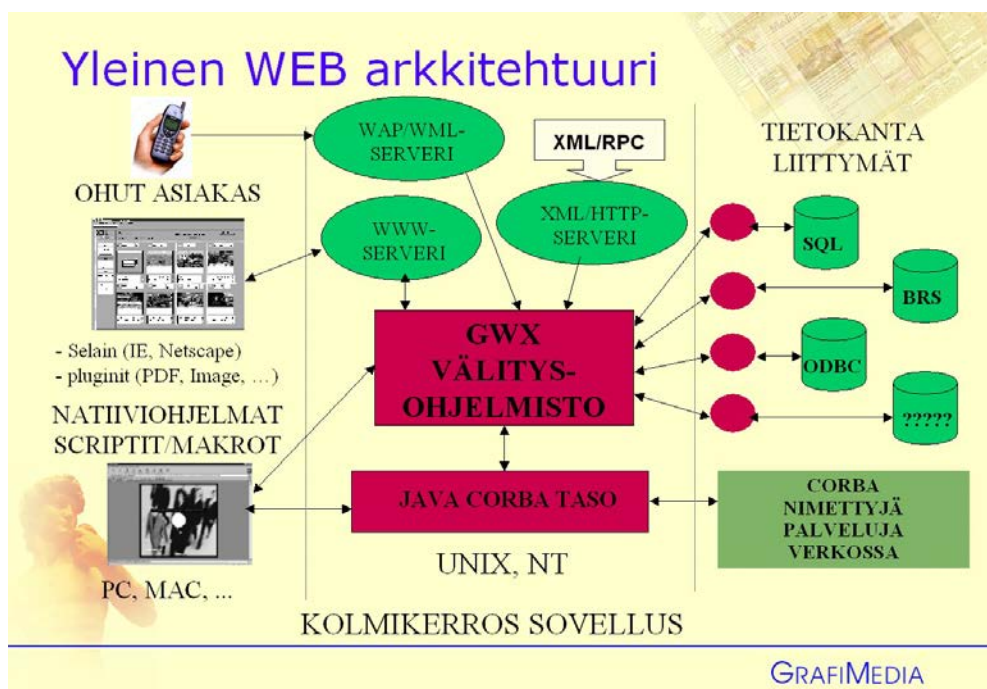 Yleinen WEB arkkitehtuuri
OHUT ASIAKAS
- Selain (IE, Netscape)
- pluginit (PDF, Image, …)
NATIIVIOHJELMAT
SCRIPTIT/MAKROT
PC, MAC, ...
WAP/WML-
SERVERI
WWW-
SERVERI
XML/RPC
XML/HTTP-
SERVERI
GWX
VÄLITYS-
OHJELMISTO
JAVA CORBA TASO
UNIX, NT
KOLMIKERROS SOVELLUS
TIETOKANTA
LIITTYMÄT
SQL
BRS
ODBC
?????
CORBA
NIMETTYJÄ
PALVELUJA
VERKOSSA
GRAFIMEDIA